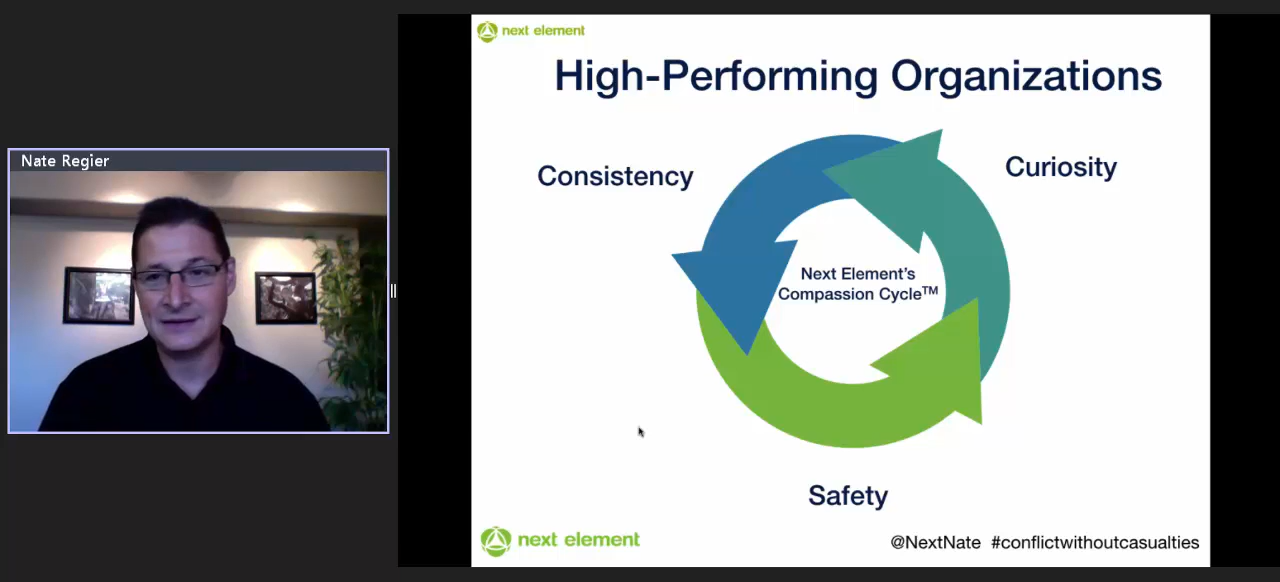 Nate Regier
next element
High-Performing Organizations
Consistency
Curiosity
Next Element's
Compassion Cycle™
Safety
next element
@NextNate #conflictwithoutcasualties